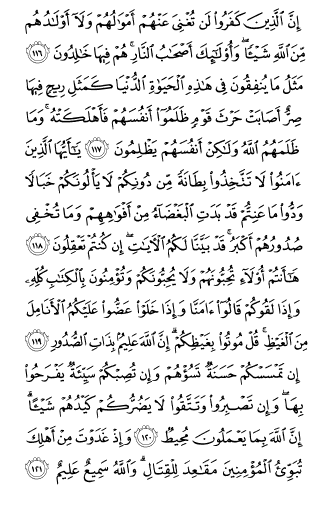 إِنَّ ٱلَّذِينَ كَفَرُوا۟ لَن تُغْنِىَ عَنْهُمْ أَمْوَٰلُهُمْ وَلَآ أَوْلَٰدُهُم
مِّنَ ٱللَّهِ شَيْـًٔا ۖ وَأُو۟لَٰٓئِكَ أَصْحَٰبُ ٱلنَّارِ ۚ هُمْ فِيهَا خَٰلِدُونَ ١١٦
مَثَلُ مَا يُنفِقُونَ فِى هَٰذِهِ ٱلْحَيَوٰةِ ٱلدُّنْيَا كَمَثَلِ رِيحٍ فِيهَا
صِرٌّ أَصَابَتْ حَرْثَ قَوْمٍ ظَلَمُوٓا۟ أَنفُسَهُمْ فَأَهْلَكَتْهُ ۚ وَمَا
ظَلَمَهُمُ ٱللَّهُ وَلَٰكِنْ أَنفُسَهُمْ يَظْلِمُونَ ١١٧ يَٰٓأَيُّهَا ٱلَّذِينَ
ءَامَنُوا۟ لَا تَتَّخِذُوا۟ بِطَانَةً مِّن دُونِكُمْ لَا يَأْلُونَكُمْ خَبَالًا
وَدُّوا۟ مَا عَنِتُّمْ قَدْ بَدَتِ ٱلْبَغْضَآءُ مِنْ أَفْوَٰهِهِمْ وَمَا تُخْفِى
صُدُورُهُمْ أَكْبَرُ ۚ قَدْ بَيَّنَّا لَكُمُ ٱلْءَايَٰتِ ۖ إِن كُنتُمْ تَعْقِلُونَ ١١٨
هَٰٓأَنتُمْ أُو۟لَآءِ تُحِبُّونَهُمْ وَلَا يُحِبُّونَكُمْ وَتُؤْمِنُونَ بِٱلْكِتَٰبِ كُلِّهِۦ
وَإِذَا لَقُوكُمْ قَالُوٓا۟ ءَامَنَّا وَإِذَا خَلَوْا۟ عَضُّوا۟ عَلَيْكُمُ ٱلْأَنَامِلَ
مِنَ ٱلْغَيْظِ ۚ قُلْ مُوتُوا۟ بِغَيْظِكُمْ ۗ إِنَّ ٱللَّهَ عَلِيمٌۢ بِذَاتِ ٱلصُّدُورِ ١١٩
إِن تَمْسَسْكُمْ حَسَنَةٌ تَسُؤْهُمْ وَإِن تُصِبْكُمْ سَيِّئَةٌ يَفْرَحُوا۟
بِهَا ۖ وَإِن تَصْبِرُوا۟ وَتَتَّقُوا۟ لَا يَضُرُّكُمْ كَيْدُهُمْ شَيْـًٔا ۗ
إِنَّ ٱللَّهَ بِمَا يَعْمَلُونَ مُحِيطٌ ١٢٠ وَإِذْ غَدَوْتَ مِنْ أَهْلِكَ
تُبَوِّئُ ٱلْمُؤْمِنِينَ مَقَٰعِدَ لِلْقِتَالِ ۗ وَٱللَّهُ سَمِيعٌ عَلِيمٌ ١٢١